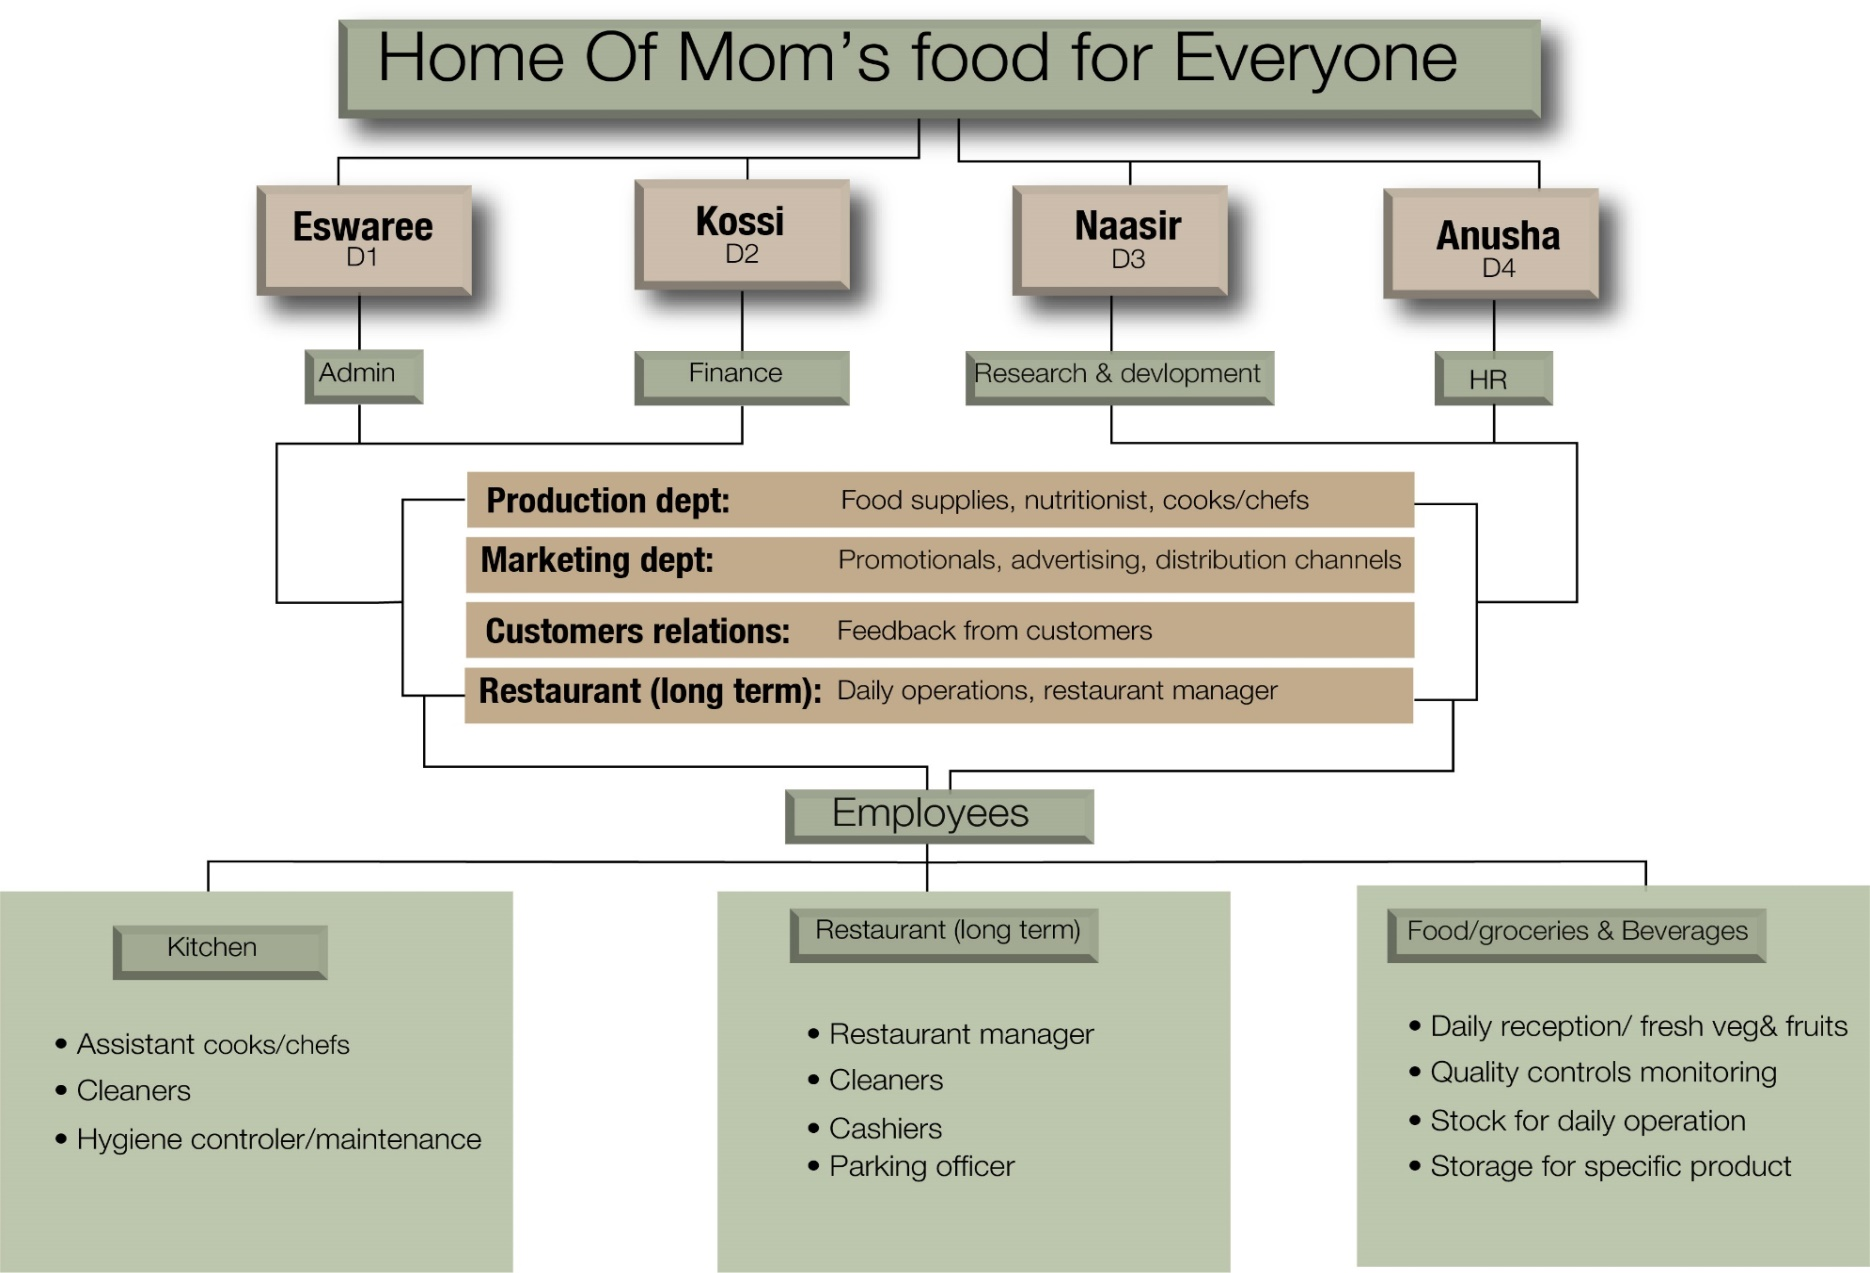 Home Of Mom’s food for Everyone
Eswaree
D1
Kossi
D2
Naasir
D3
Anusha
D4
Admin
Finance
Research & devlopment
HR
Production dept: Food supplies, nutritionist, cooks/chefs
Marketing dept: Promotionals, advertising, distribution channels
Customers relations: Feedback from customers
Restaurant (long term): Daily operations, restaurant manager
Employees
Kitchen
• Assistant cooks/chefs
• Cleaners
• Hygiene controler/maintenance
Restaurant (long term)
• Restaurant manager
• Cleaners
• Cashiers
• Parking officer
Food/groceries & Beverages
• Daily reception/ fresh veg& fruits
• Quality controls monitoring
• Stock for daily operation
• Storage for specific product